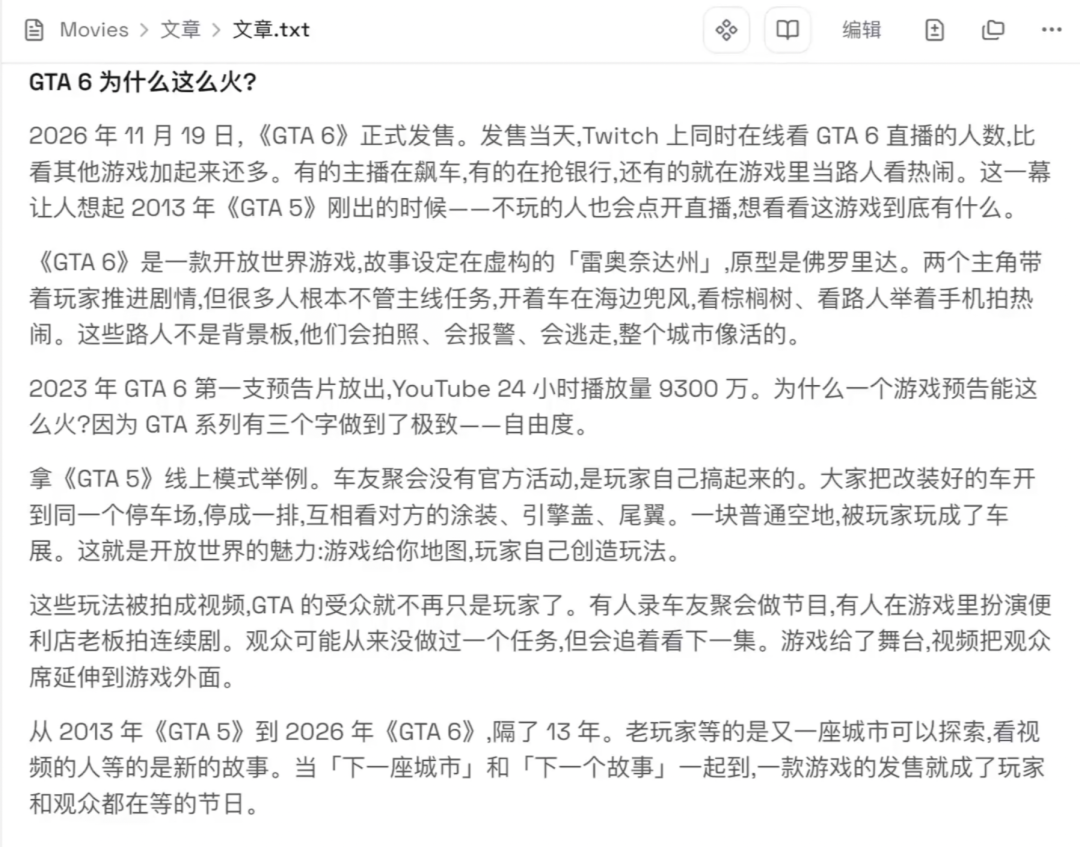 Movies > 文章 > 文章.txt 编辑
GTA 6 为什么这么火?
2026 年 11 月 19 日,《GTA 6》正式发售。发售当天,Twitch 上同时在线看 GTA 6 直播的人数,比
看其他游戏加起来还多。有的主播在飙车,有的在抢银行,还有的就在游戏里当路人看热闹。这一幕
让人想起 2013 年《GTA 5》刚出的时候——不玩的人也会点开直播,想看看这游戏到底有什么。
《GTA 6》是一款开放世界游戏,故事设定在虚构的「雷奥奈达州」,原型是佛罗里达。两个主角带
着玩家推进剧情,但很多人根本不管主线任务,开着车在海边兜风,看棕榈树、看路人举着手机拍热
闹。这些路人不是背景板,他们会拍照、会报警、会逃走,整个城市像活的。
2023 年 GTA 6 第一支预告片放出,YouTube 24 小时播放量 9300 万。为什么一个游戏预告能这
么火?因为 GTA 系列有三个字做到了极致——自由度。
拿《GTA 5》线上模式举例。车友聚会没有官方活动,是玩家自己搞起来的。大家把改装好的车开
到同一个停车场,停成一排,互相看对方的涂装、引擎盖、尾翼。一块普通空地,被玩家玩成了车
展。这就是开放世界的魅力:游戏给你地图,玩家自己创造玩法。
这些玩法被拍成视频,GTA 的受众就不再只是玩家了。有人录车友聚会做节目,有人在游戏里扮演便
利店老板拍连续剧。观众可能从来没做过一个任务,但会追着看下一集。游戏给了舞台,视频把观众
席延伸到游戏外面。
从 2013 年《GTA 5》到 2026 年《GTA 6》,隔了 13 年。老玩家等的是又一座城市可以探索,看视
频的人等的是新的故事。当「下一座城市」和「下一个故事」一起到,一款游戏的发售就成了玩家
和观众都在等的节日。